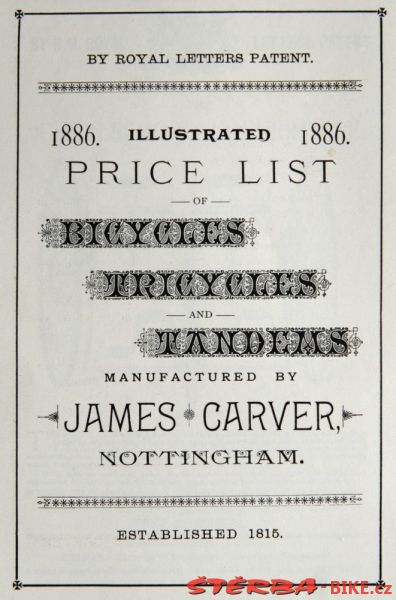 BY ROYAL LETTERS PATENT.
1886. ILLUSTRATED 1886.
PRICE LIST
— OF —
BICYCLES
TRICYCLES
— AND —
TANDEMS
MANUFACTURED BY
JAMES CARVER,
NOTTINGHAM.
ESTABLISHED 1815.
ŠTĚRBA-BIKE.cz